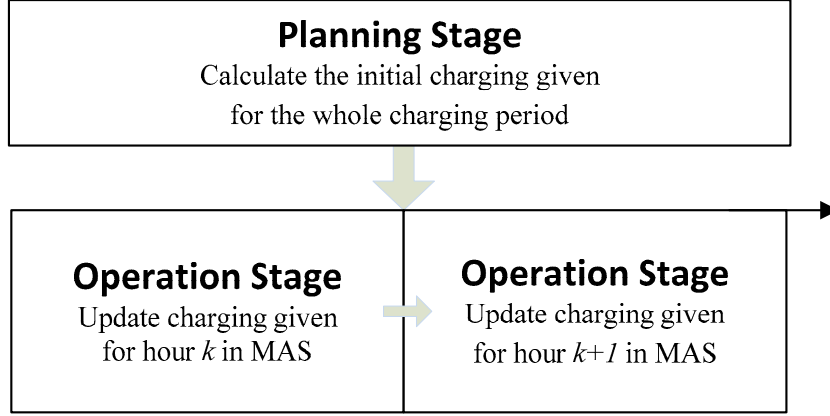 Planning Stage
Calculate the initial charging given
for the whole charging period
Operation Stage
Update charging given
for hour k in MAS
Operation Stage
Update charging given
for hour k+1 in MAS